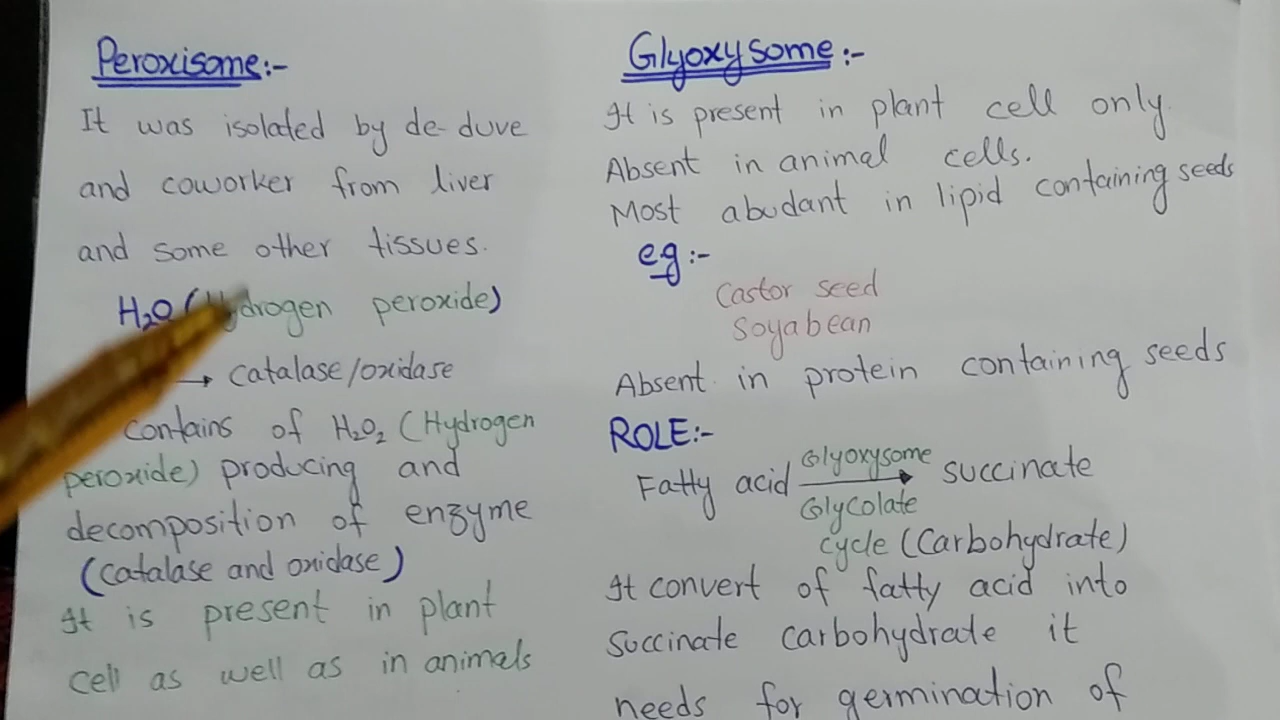 Peroxisome:-
It was isolated by de-duve
and coworker from liver
and some other tissues.
H₂O (Hydrogen peroxide)
→ catalase/oxidase
contains of H₂O₂ (Hydrogen
peroxide) producing and
decomposition of enzyme
(catalase and oxidase)
It is present in plant
cell as well as in animals
Glyoxysome:-
It is present in plant cell only.
Absent in animal cells.
Most abudant in lipid containing seeds
eg:-
Castor seed
Soyabean
Absent in protein containing seeds
ROLE:-
Fatty acid Glyoxysome → succinate
Glycolate
cycle (Carbohydrate)
It convert of fatty acid into
Succinate carbohydrate it
needs for germination of